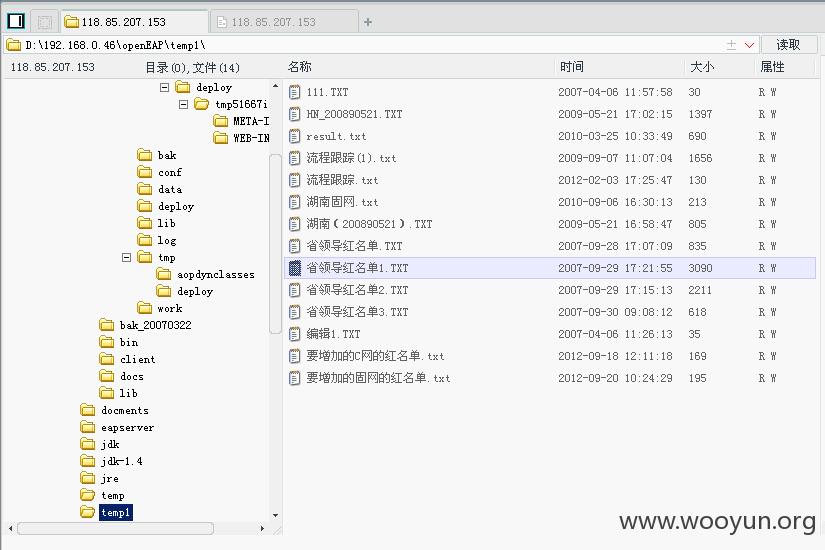 118.85.207.153
118.85.207.153
+
D:\192.168.0.46\openEAP\temp1\
读取
118.85.207.153
目录(0),文件(14)
名称 时间 大小 属性
deploy
tmp51667i
META-I
WEB-IN
bak
conf
data
deploy
lib
log
tmp
aopdynclasses
deploy
work
bak_20070322
bin
client
docs
lib
docments
eapserver
jdk
jdk-1.4
jre
temp
temp1
111.TXT 2007-04-06 11:57:58 30 R W
HN_200890521.TXT 2009-05-21 17:02:15 1397 R W
result.txt 2010-03-25 10:33:49 690 R W
流程跟踪(1).txt 2009-09-07 11:07:04 1656 R W
流程跟踪.txt 2012-02-03 17:25:47 130 R W
湖南固网.txt 2010-09-06 16:30:13 213 R W
湖南（200890521）.TXT 2009-05-21 16:58:47 805 R W
省领导红名单.TXT 2007-09-28 17:07:09 835 R W
省领导红名单1.TXT 2007-09-29 17:21:55 3090 R W
省领导红名单2.TXT 2007-09-29 17:15:13 2211 R W
省领导红名单3.TXT 2007-09-30 09:08:12 618 R W
编辑1.TXT 2007-04-06 11:26:13 35 R W
要增加的C网的红名单.txt 2012-09-18 12:11:18 169 R W
要增加的固网的红名单.txt 2012-09-20 10:24:29 195 R W
www.wooyun.org